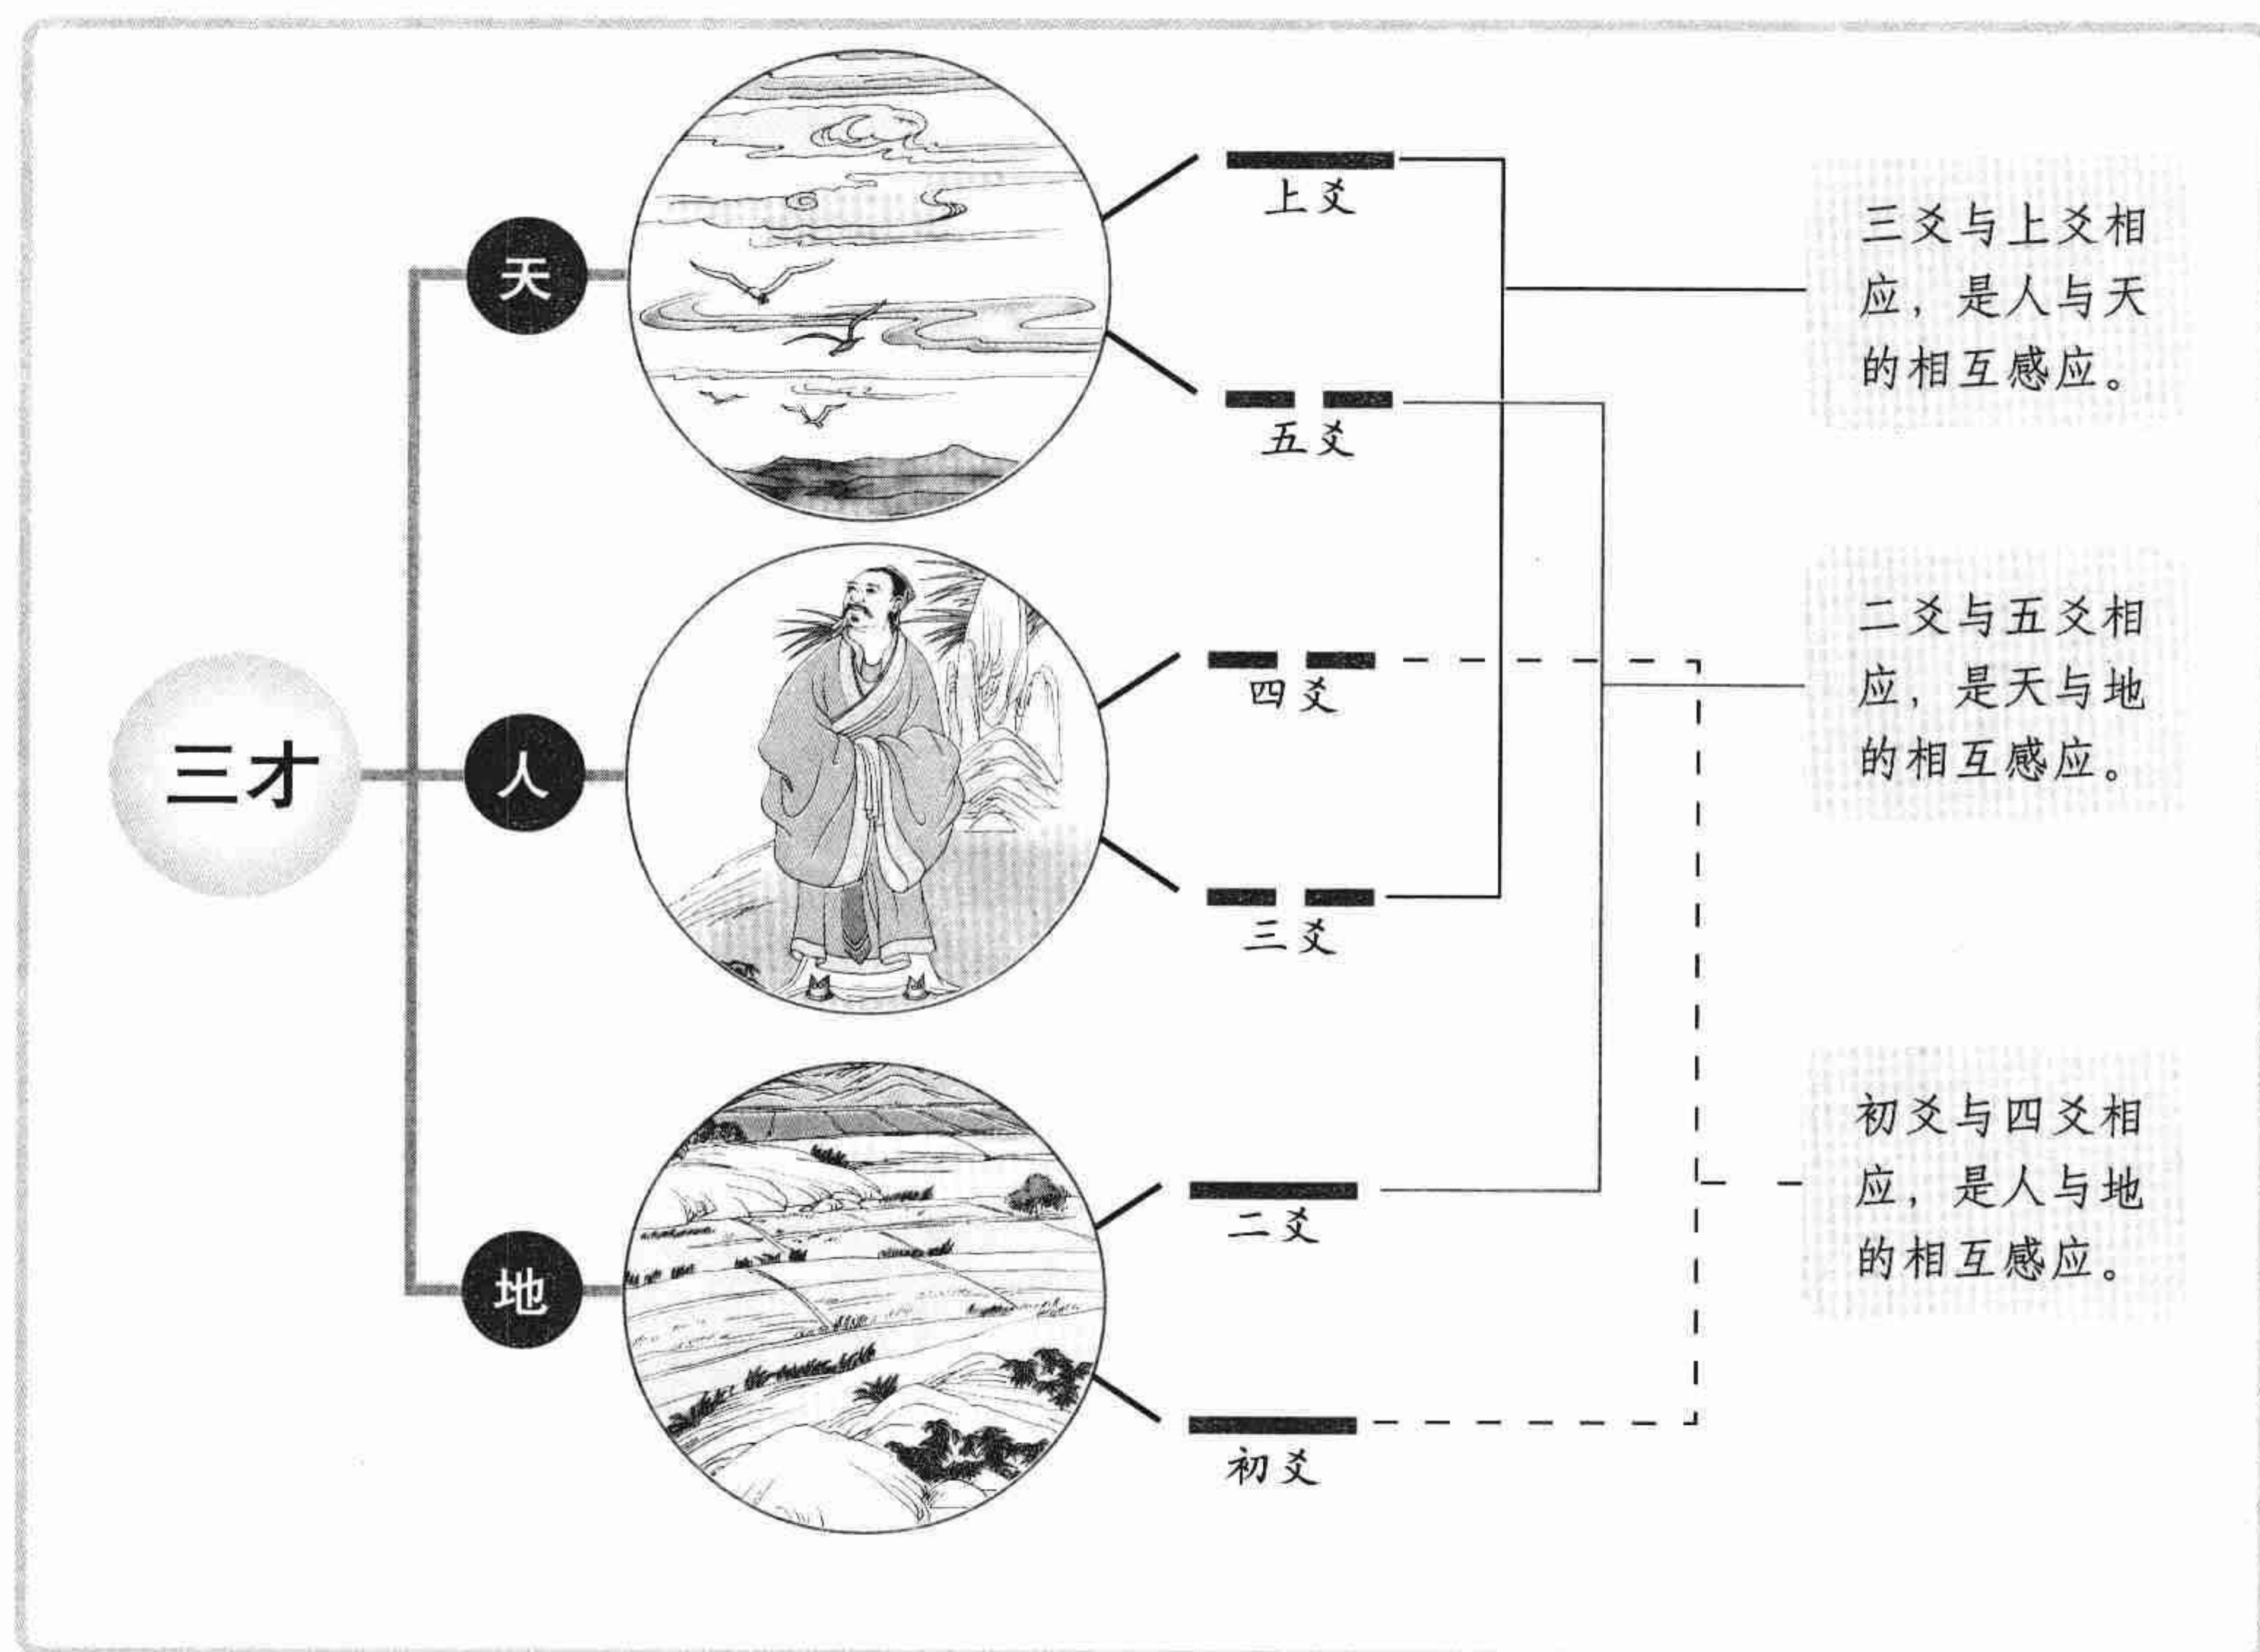 三才
天
人
地
上爻
五爻
四爻
三爻
二爻
初爻
三爻与上爻相
应，是人与天
的相互感应。
二爻与五爻相
应，是天与地
的相互感应。
初爻与四爻相
应，是人与地
的相互感应。